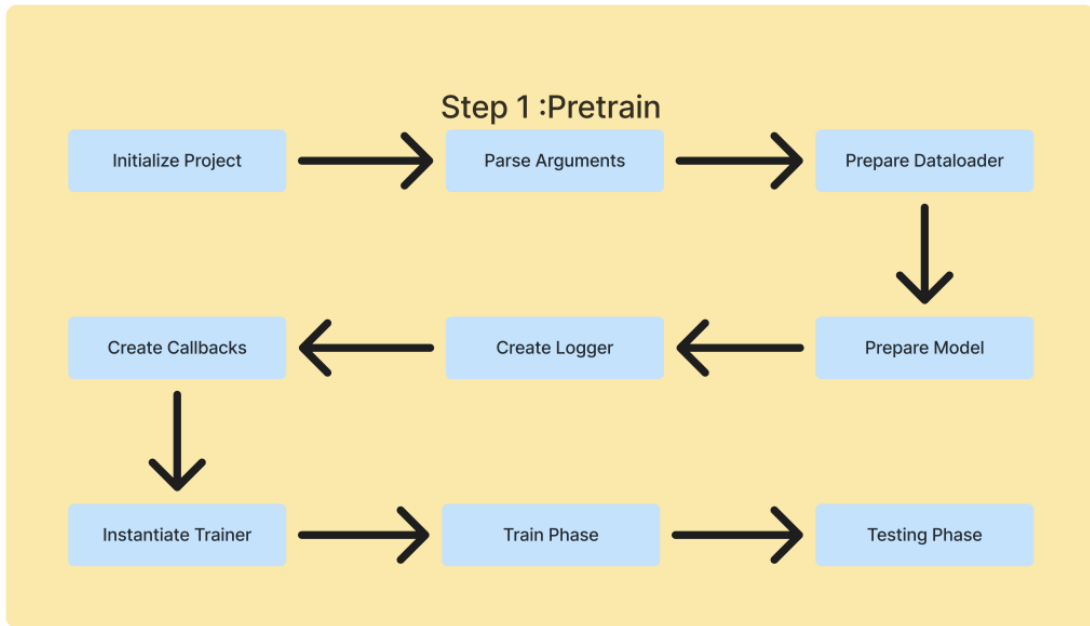 Step 1 :Pretrain
Initialize Project
Parse Arguments
Prepare Dataloader
Prepare Model
Create Logger
Create Callbacks
Instantiate Trainer
Train Phase
Testing Phase